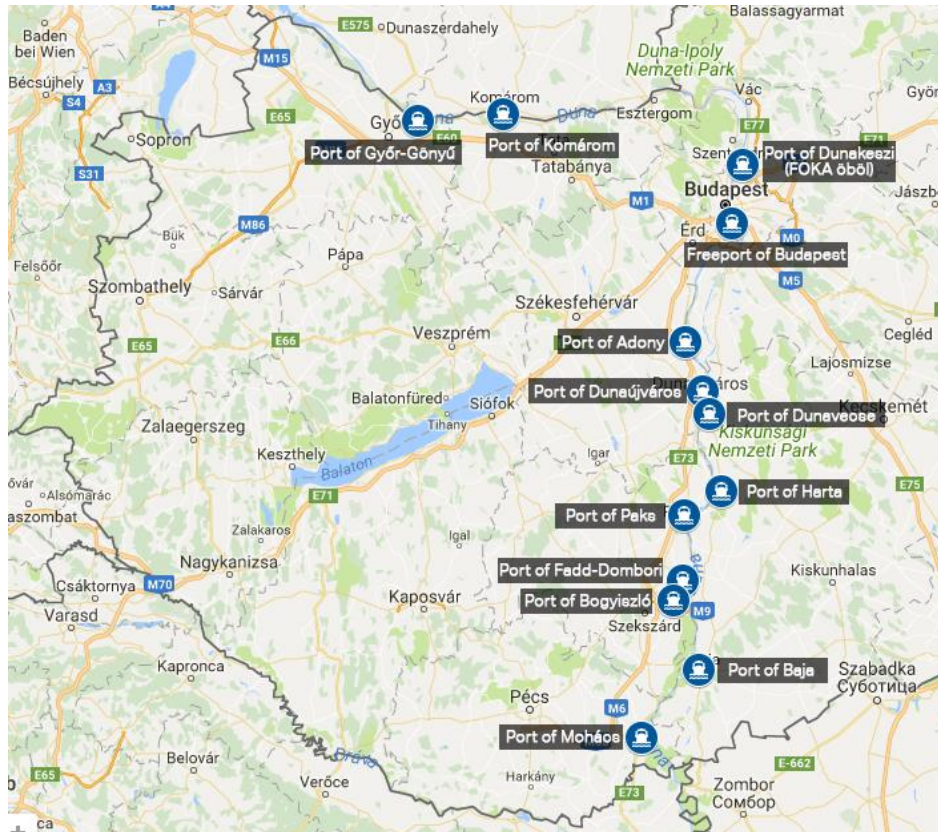 E575
Dunaszerdahely
Balassagyarmat
Baden
bei Wien
M15
Duna-Ipoly
Nemzeti Park
Bécsújhely
A3
S4
E65
Komárom
Esztergom
Vác
Sopron
E60
E77
E71
Port of Győr-Gönyű
Port of Komárom
Port of Dunakeszi
(FOKA öböl)
S31
Tatabánya
Budapest
M1
M86
Bük
Érd
M0
Freeport of Budapest
Pápa
Felsőőr
M5
Szombathely
Sárvár
Székesfehérvár
Cegléd
E65
E66
Veszprém
Port of Adony
Lajosmizse
Balatonfüred
Siófok
Port of Dunaújváros
Tihany
Port of Dunavecse
Kecskemét
Zalaegerszeg
Kiskunsági
Nemzeti Park
Keszthely
Balaton
Igar
E73
E75
E71
Port of Harta
Alsómarác
Port of Paks
Zalakaros
Igal
Nagykanizsa
Port of Fadd-Dombori
Kiskunhalas
Csáktornya
M70
Kaposvár
Port of Bogyiszló
M9
Varasd
Szekszárd
Kapronca
Port of Baja
Szabadka
Суботица
Pécs
M6
Port of Mohács
Belovár
Dráva
E-662
E65
Verőce
Harkány
E73
Zombor
Сомбор